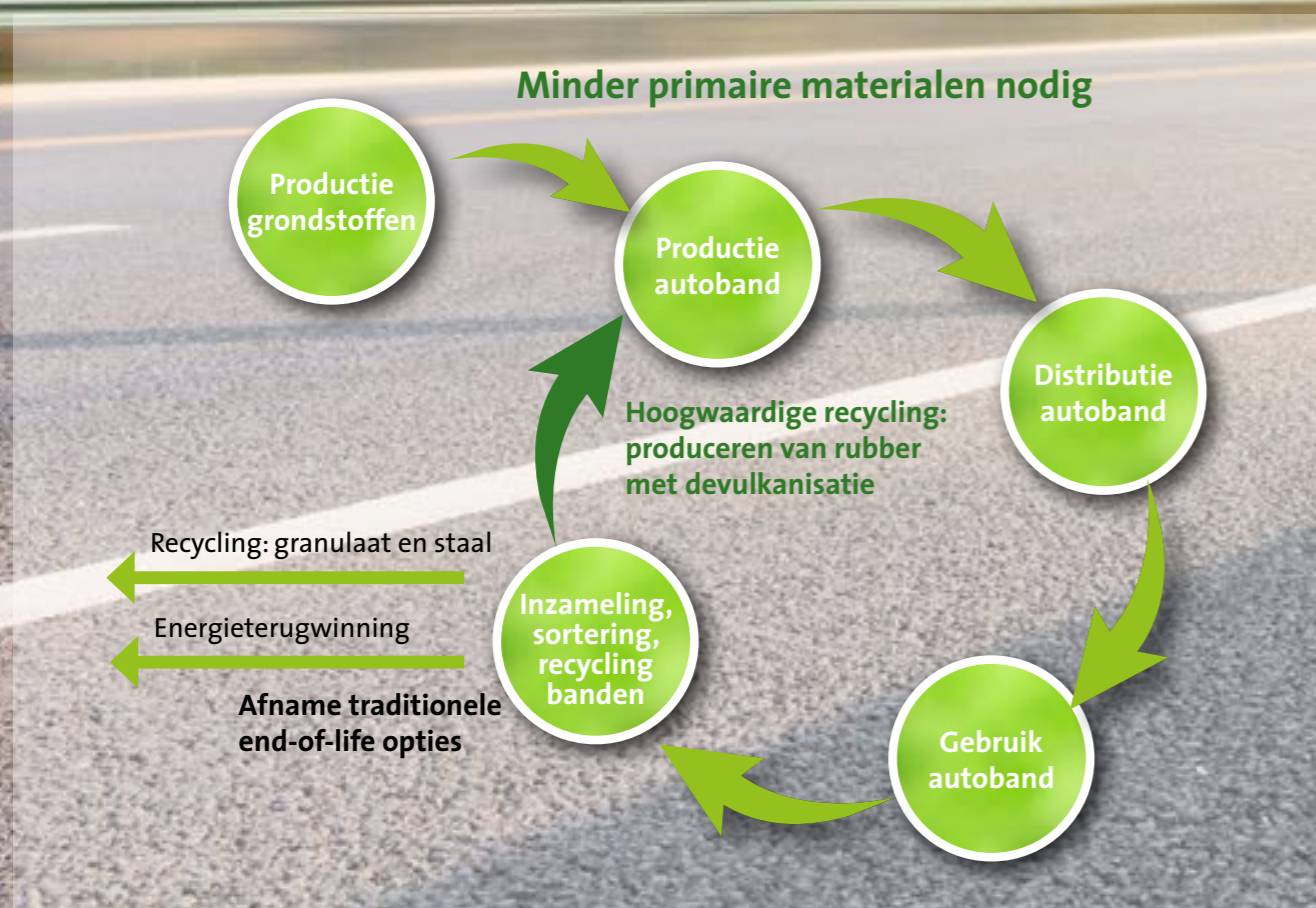 Minder primaire materialen nodig
Productie
grondstoffen
Productie
autoband
Distributie
autoband
Hoogwaardige recycling:
produceren van rubber
met devulkanisatie
Recycling: granulaat en staal
Energieterugwinning
Afname traditionele
end-of-life opties
Inzameling,
sortering,
recycling
banden
Gebruik
autoband